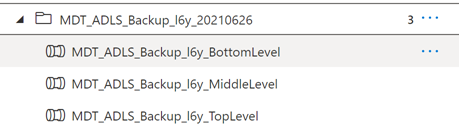 MDT_ADLS_Backup_l6y_20210626 3 ...
MDT_ADLS_Backup_l6y_BottomLevel ...
MDT_ADLS_Backup_l6y_MiddleLevel
MDT_ADLS_Backup_l6y_TopLevel